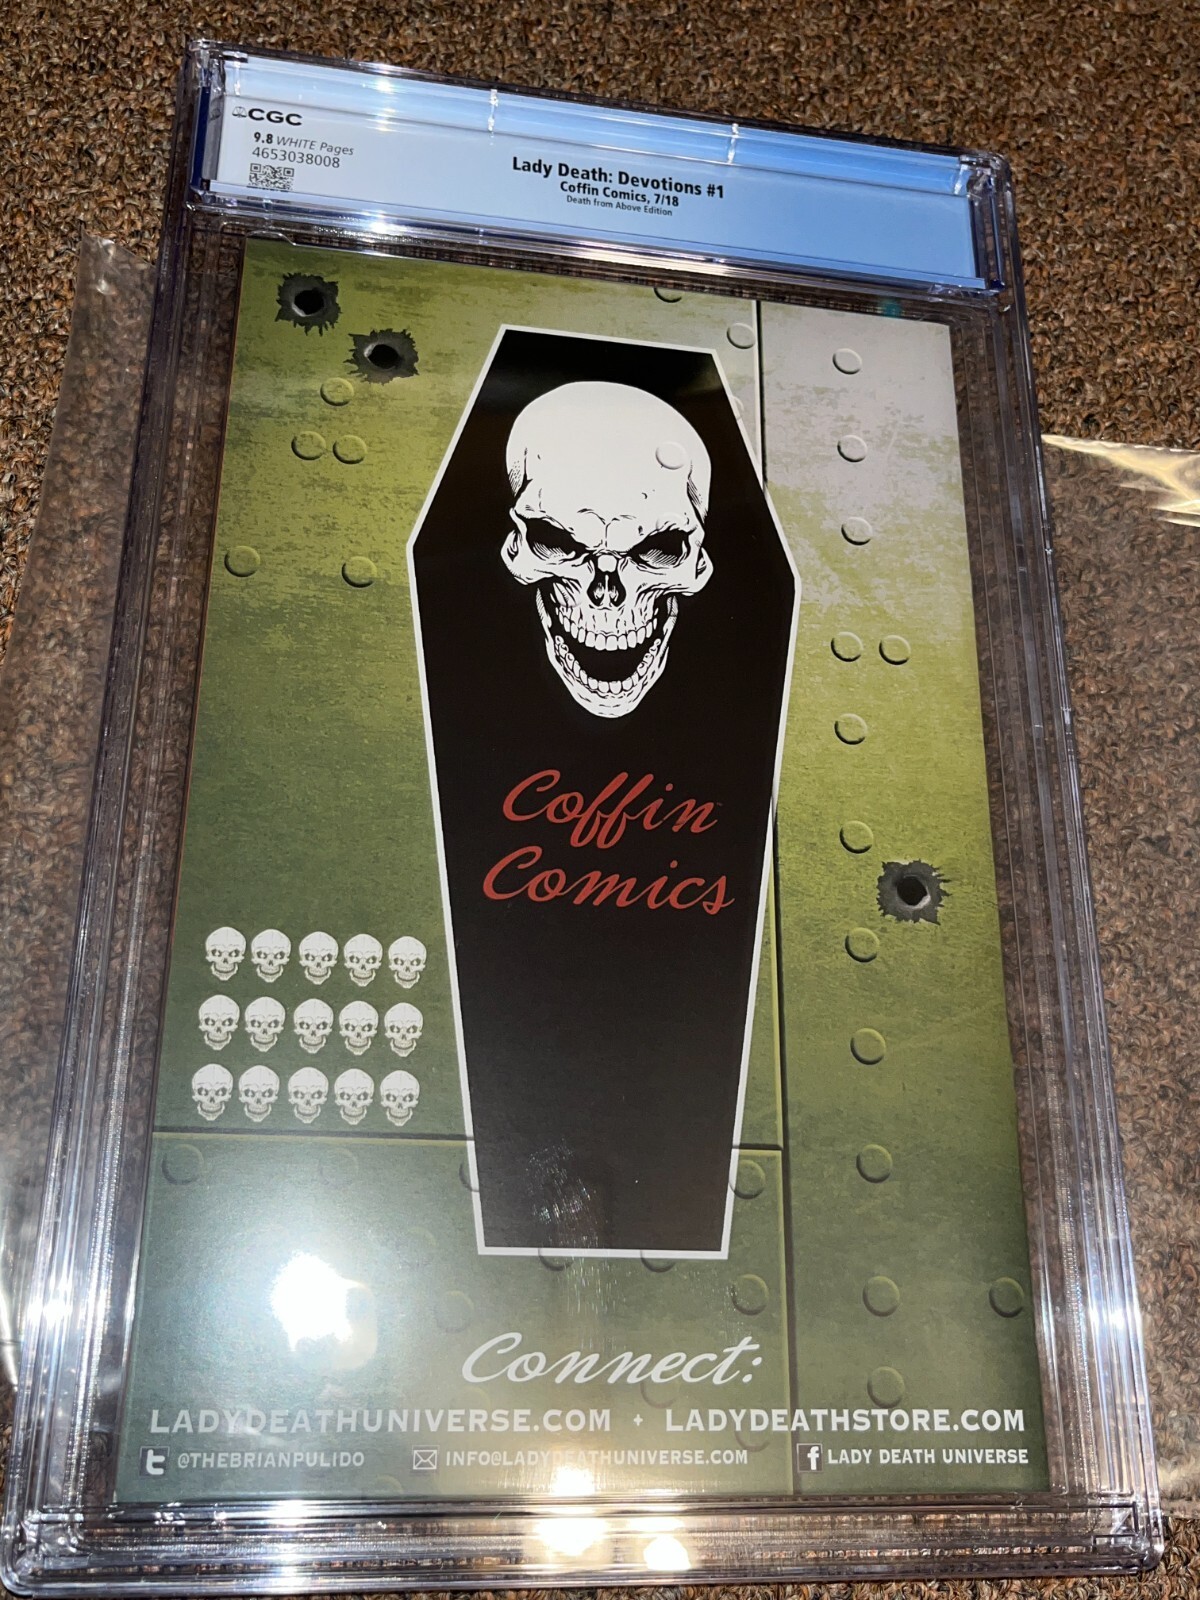 CGC
9.8 WHITE Pages
4653038008
Lady Death: Devotions #1
Coffin Comics, 7/18
Death from Above Edition
Coffin
Comics
Connect:
LADYDEATHUNIVERSE.COM + LADYDEATHSTORE.COM
@THEBRIANPULIDO INFO@LADYDEATHUNIVERSE.COM LADY DEATH UNIVERSE